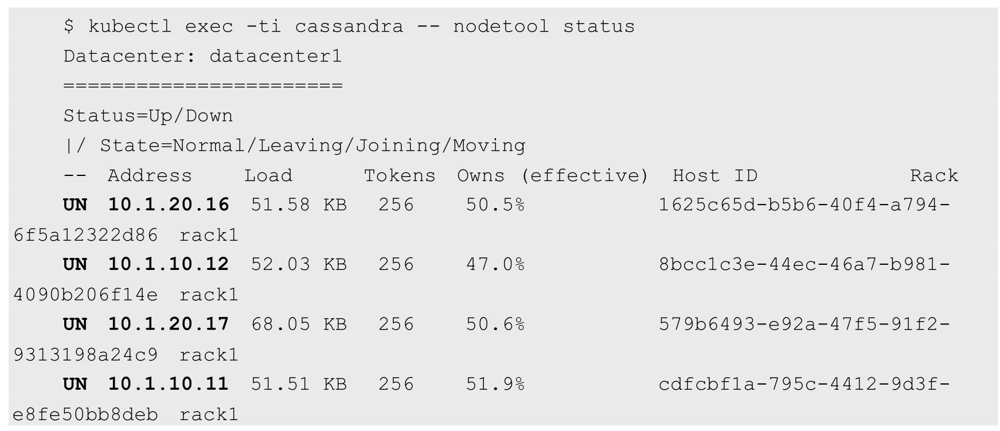 $ kubectl exec -ti cassandra -- nodetool status
Datacenter: datacenter1
=======================
Status=Up/Down
|/ State=Normal/Leaving/Joining/Moving
-- Address Load Tokens Owns (effective) Host ID Rack
UN 10.1.20.16 51.58 KB 256 50.5% 1625c65d-b5b6-40f4-a794-
6f5a12322d86 rack1
UN 10.1.10.12 52.03 KB 256 47.0% 8bcc1c3e-44ec-46a7-b981-
4090b206f14e rack1
UN 10.1.20.17 68.05 KB 256 50.6% 579b6493-e92a-47f5-91f2-
9313198a24c9 rack1
UN 10.1.10.11 51.51 KB 256 51.9% cdfcbf1a-795c-4412-9d3f-
e8fe50bb8deb rack1